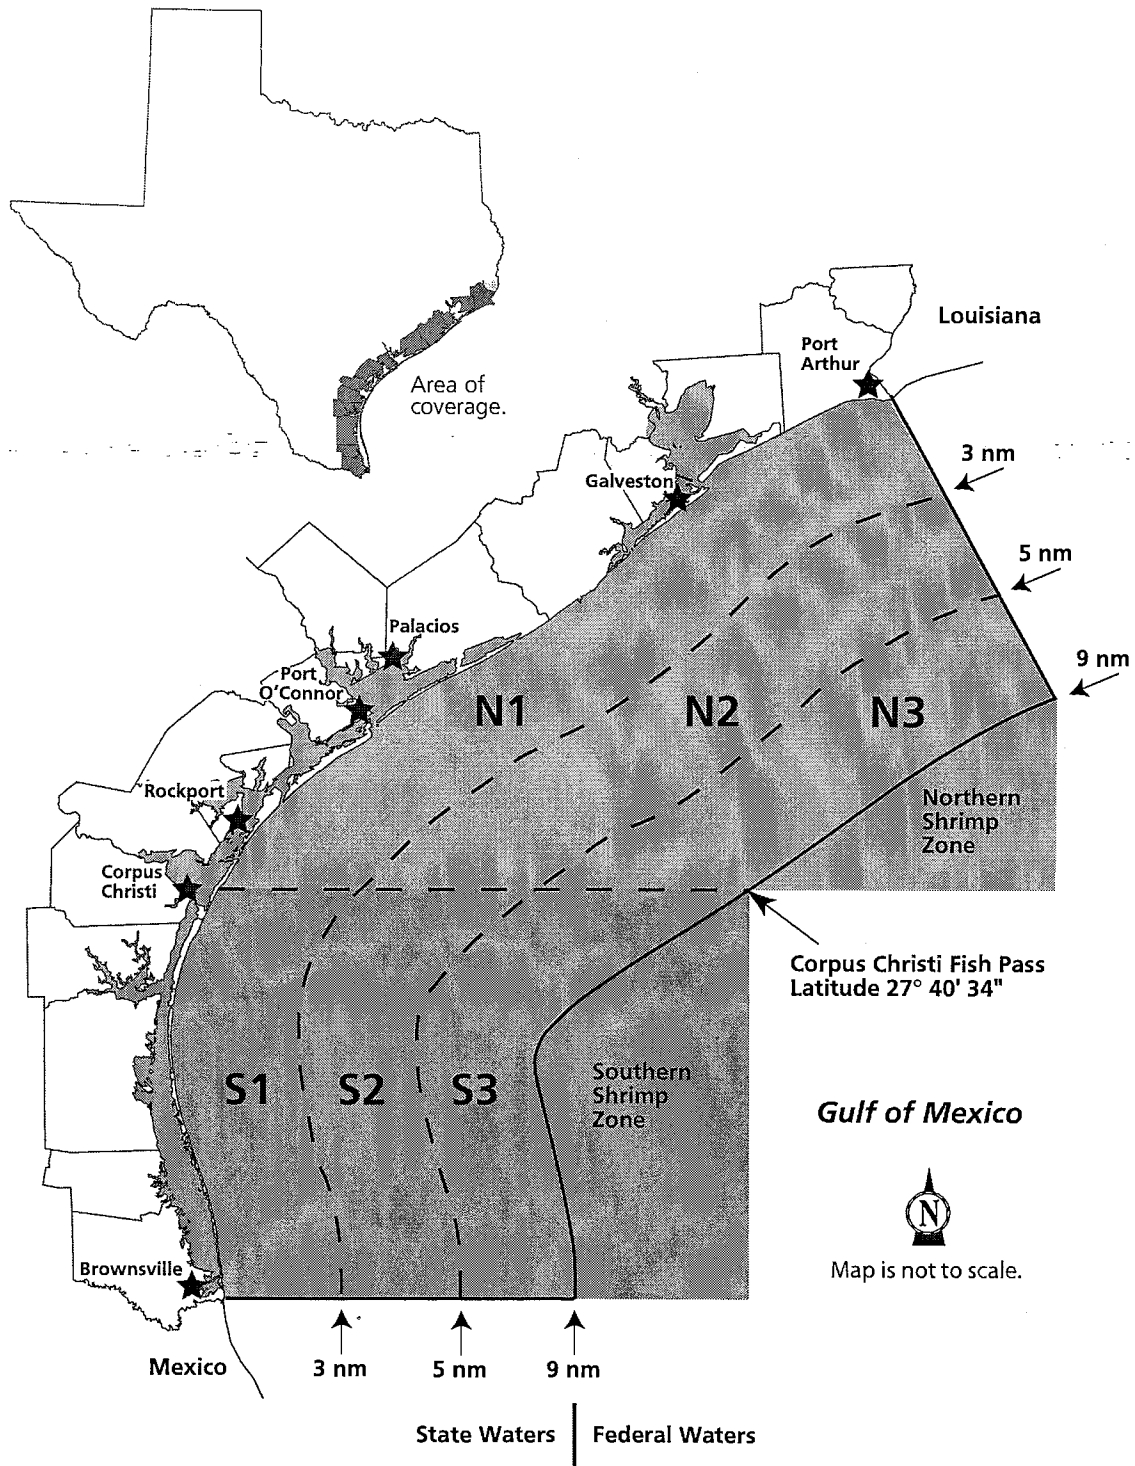 Area of
coverage.
Louisiana
Port
Arthur
3 nm
Galveston
5 nm
Palacios
9 nm
Port
O'Connor
N1
N2
N3
Rockport
Northern
Shrimp
Zone
Corpus
Christi
Corpus Christi Fish Pass
Latitude 27° 40' 34"
S1
S2
S3
Southern
Shrimp
Zone
Gulf of Mexico
N
Map is not to scale.
Brownsville
Mexico
3 nm
5 nm
9 nm
State Waters
Federal Waters